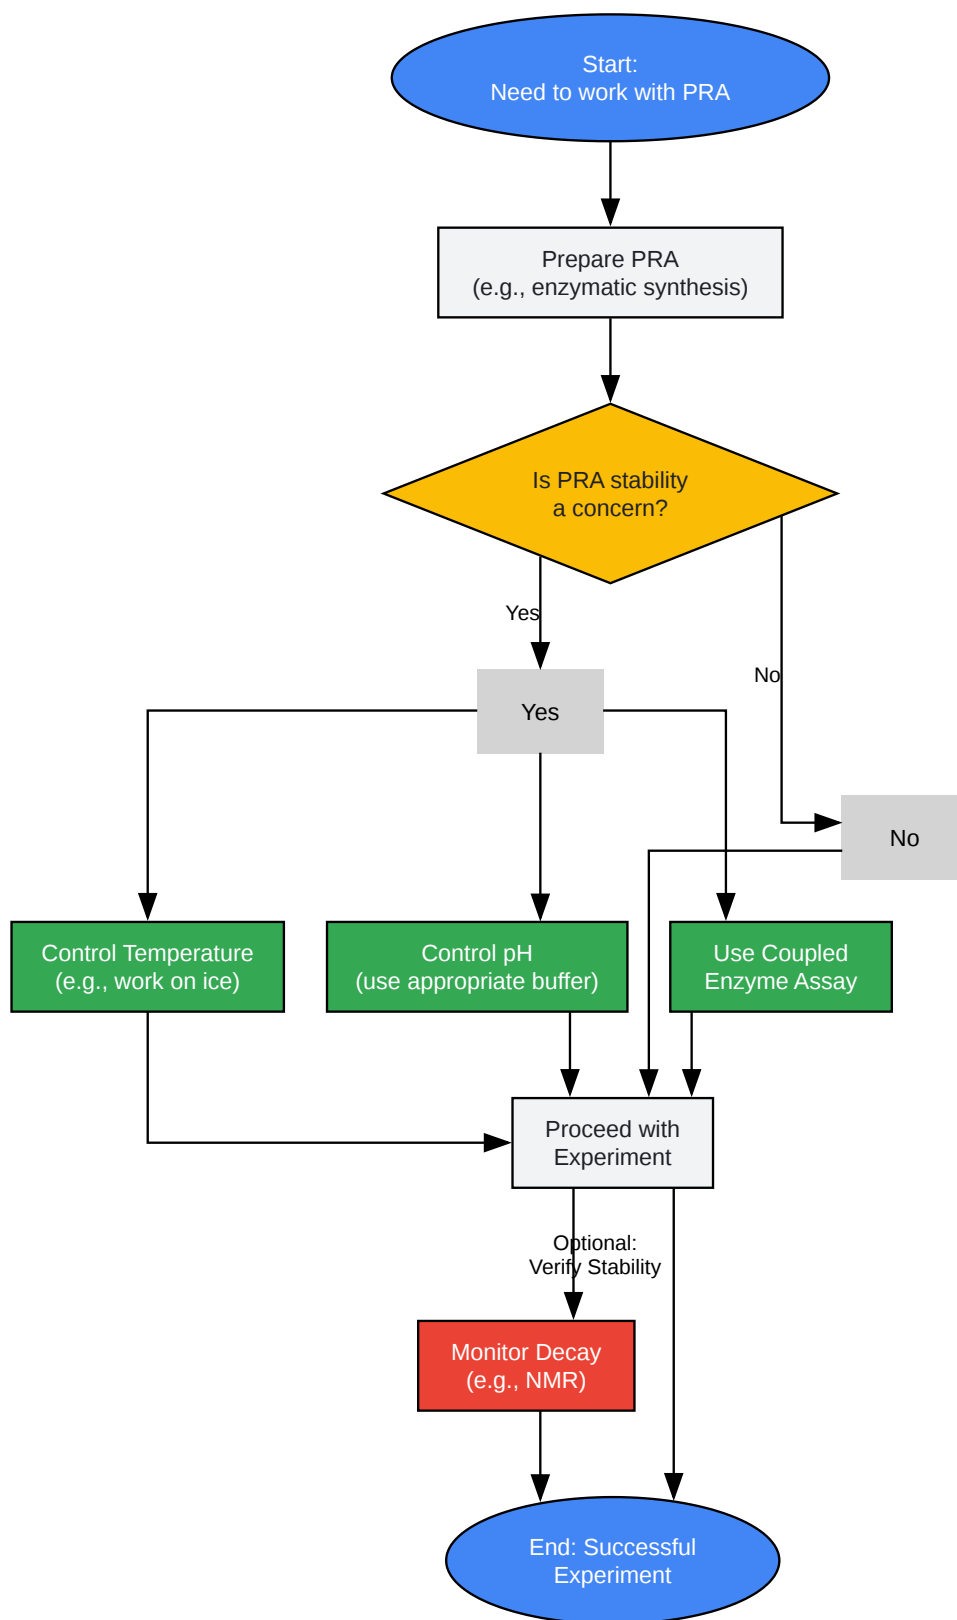 Start:
Need to work with PRA
Prepare PRA
(e.g., enzymatic synthesis)
Is PRA stability
a concern?
Yes
No
Yes
No
Control Temperature
(e.g., work on ice)
Control pH
(use appropriate buffer)
Use Coupled
Enzyme Assay
Proceed with
Experiment
Optional:
Verify Stability
Monitor Decay
(e.g., NMR)
End: Successful
Experiment